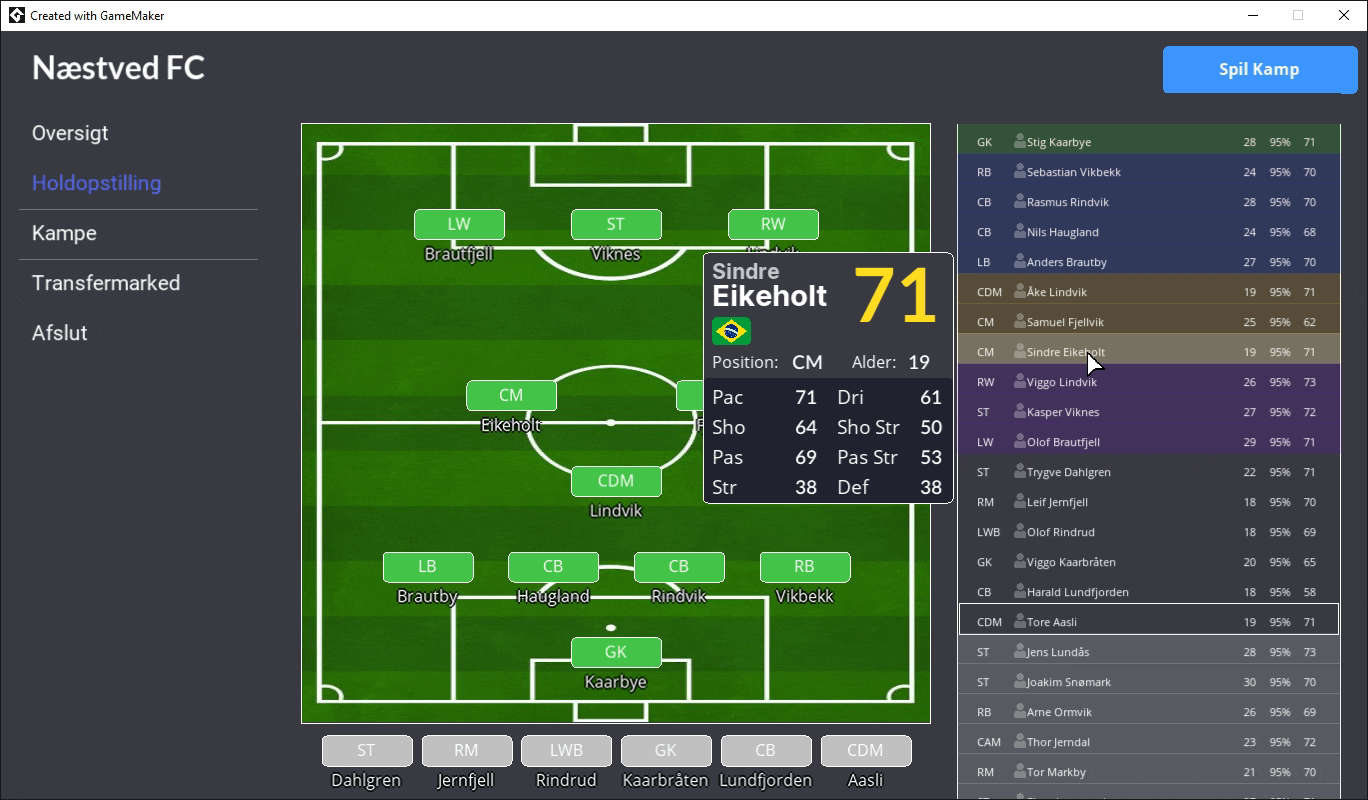 Created with GameMaker
Næstved FC
Spil Kamp
Oversigt
Holdopstilling
Kampe
Transfermarked
Afslut
LW ST RW
Brautfjell Viknes
CM
Eikeholt
CDM
Lindvik
LB CB CB RB
Brautby Haugland Rindvik Vikbekk
GK
Kaarbye
ST RM LWB GK CB CDM
Dahlgren Jernfjell Rindrud Kaarbråten Lundfjorden Aasli
Sindre
Eikeholt 71
Position: CM Alder: 19
Pac 71 Dri 61
Sho 64 Sho Str 50
Pas 69 Pas Str 53
Str 38 Def 38
GK Stig Kaarbye 28 95% 71
RB Sebastian Vikbekk 24 95% 70
CB Rasmus Rindvik 28 95% 70
CB Nils Haugland 24 95% 68
LB Anders Brautby 27 95% 70
CDM Åke Lindvik 19 95% 71
CM Samuel Fjellvik 25 95% 62
CM Sindre Eikeholt 19 95% 71
RW Viggo Lindvik 26 95% 73
ST Kasper Viknes 27 95% 72
LW Olof Brautfjell 29 95% 71
ST Trygve Dahlgren 22 95% 71
RM Leif Jernfjell 18 95% 70
LWB Olof Rindrud 18 95% 69
GK Viggo Kaarbråten 20 95% 65
CB Harald Lundfjorden 18 95% 58
CDM Tore Aasli 19 95% 71
ST Jens Lundås 28 95% 73
ST Joakim Snømark 30 95% 70
RB Arne Ormvik 26 95% 69
CAM Thor Jerndal 23 95% 72
RM Tor Markby 21 95% 70